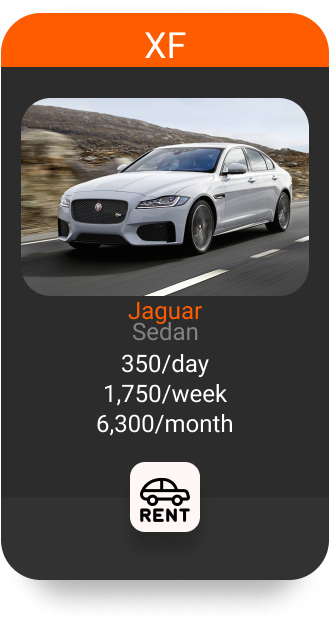 XF
Jaguar
Sedan
350/day
1,750/week
6,300/month
RENT